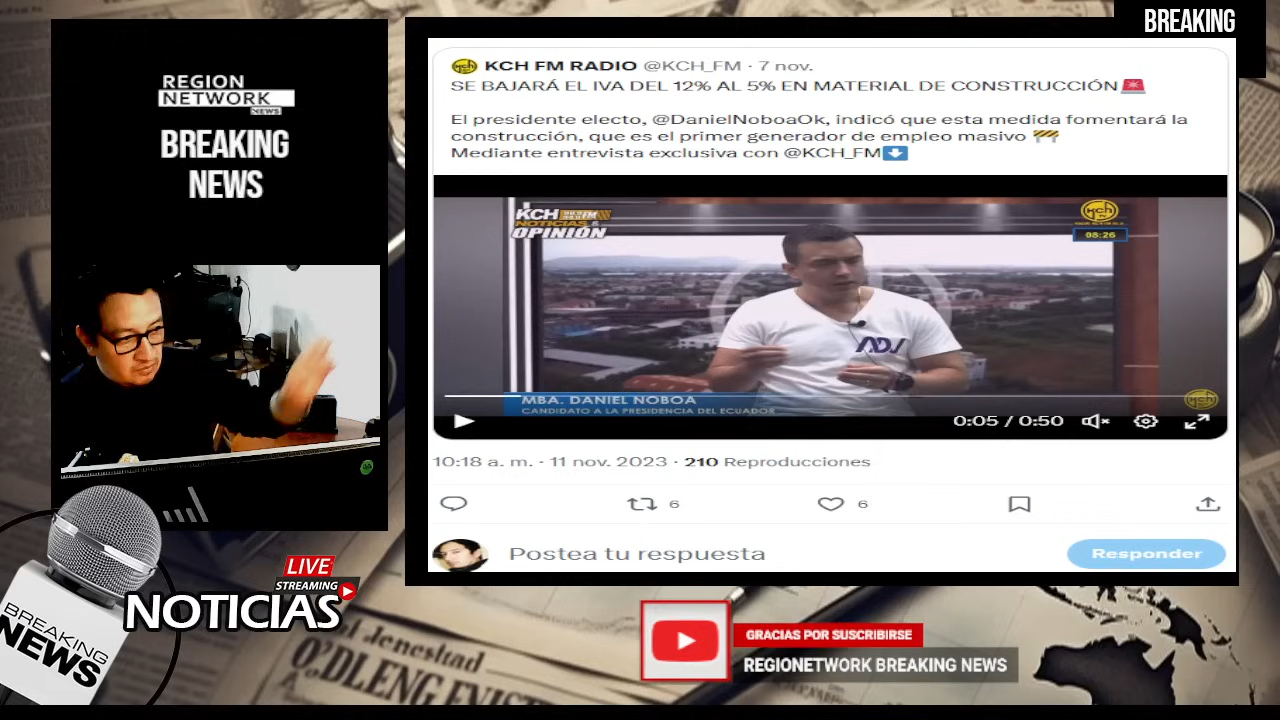 BREAKING
REGION
NETWORK
NEWS
BREAKING
NEWS
KCH FM RADIO @KCH_FM · 7 nov.
SE BAJARÁ EL IVA DEL 12% AL 5% EN MATERIAL DE CONSTRUCCIÓN🚨
El presidente electo, @DanielNoboaOk, indicó que esta medida fomentará la
construcción, que es el primer generador de empleo masivo 🚧
Mediante entrevista exclusiva con @KCH_FM⬇️
KCH FM
NOTICIAS &
OPINIÓN
kch
08:26
ADN
MBA. DANIEL NOBOA
CANDIDATO A LA PRESIDENCIA DEL ECUADOR
0:05 / 0:50
10:18 a. m. · 11 nov. 2023 · 210 Reproducciones
6
6
Postea tu respuesta
Responder
LIVE
STREAMING
NOTICIAS
BREAKING
NEWS
GRACIAS POR SUSCRIBIRSE
REGIONETWORK BREAKING NEWS